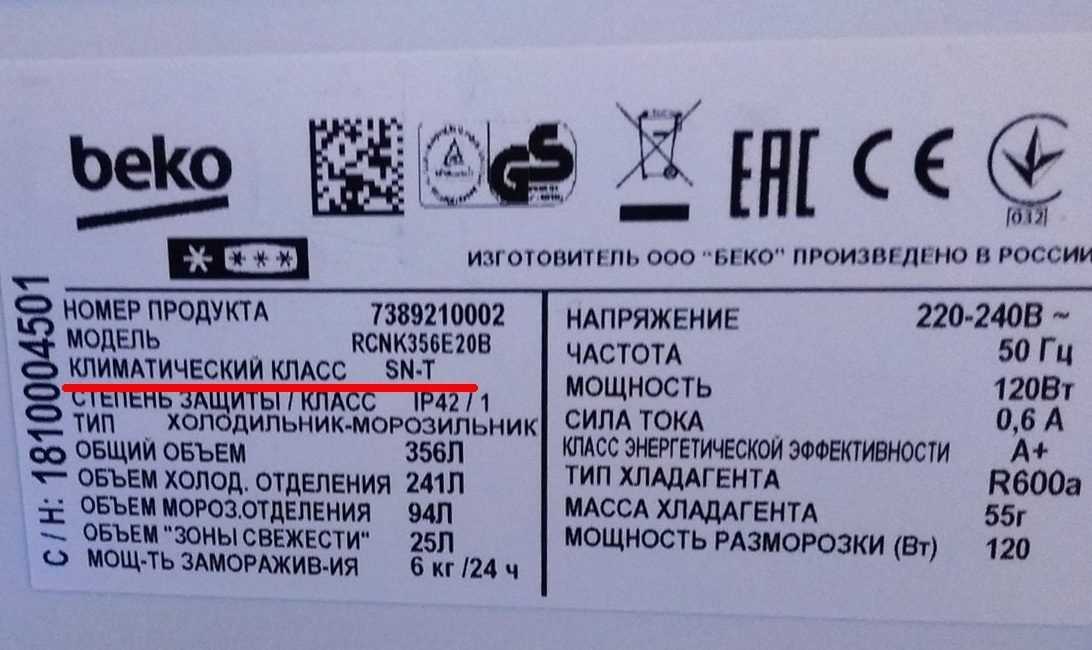 beko
GS
ЕАС
CE
032
ИЗГОТОВИТЕЛЬ ООО "БЕКО" ПРОИЗВЕДЕНО В РОССИИ
С / Н: 1810004501
НОМЕР ПРОДУКТА 7389210002
МОДЕЛЬ RCNK356E20B
КЛИМАТИЧЕСКИЙ КЛАСС SN-T
СТЕПЕНЬ ЗАЩИТЫ / КЛАСС IP42 / 1
ТИП ХОЛОДИЛЬНИК-МОРОЗИЛЬНИК
ОБЩИЙ ОБЪЕМ 356Л
ОБЪЕМ ХОЛОД. ОТДЕЛЕНИЯ 241Л
ОБЪЕМ МОРОЗ.ОТДЕЛЕНИЯ 94Л
ОБЪЕМ "ЗОНЫ СВЕЖЕСТИ" 25Л
МОЩ-ТЬ ЗАМОРАЖИВ-ИЯ 6 кг /24 ч
НАПРЯЖЕНИЕ 220-240В ~
ЧАСТОТА 50 Гц
МОЩНОСТЬ 120Вт
СИЛА ТОКА 0,6 А
КЛАСС ЭНЕРГЕТИЧЕСКОЙ ЭФФЕКТИВНОСТИ А+
ТИП ХЛАДАГЕНТА R600a
МАССА ХЛАДАГЕНТА 55г
МОЩНОСТЬ РАЗМОРОЗКИ (Вт) 120